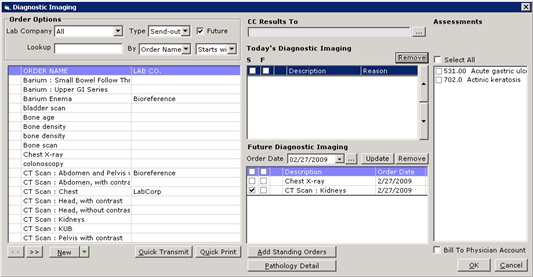 Diagnostic Imaging
Order Options
Lab Company All Type Send-out Future
Lookup By Order Name Starts wi
ORDER NAME LAB CO.
Barium : Small Bowel Follow Thr
Barium : Upper GI Series
Barium Enema Bioreference
bladder scan
Bone age
Bone density
bone density
Bone scan
Chest X-ray
colonoscopy
CT Scan : Abdomen and Pelvis v Bioreference
CT Scan : Abdomen, with contra
CT Scan : Chest LabCorp
CT Scan : Head, with contrast
CT Scan : Head, without contras
CT Scan : Kidneys
CT Scan : KUB
CT Scan : Pelvis with contrast
<< >> New Quick Transmit Quick Print
CC Results To
...
Today's Diagnostic Imaging
S F Remove
Description Reason
Future Diagnostic Imaging
Order Date 02/27/2009 ... Update Remove
Description Order Date
Chest X-ray 2/27/2009
CT Scan : Kidneys 2/27/2009
Add Standing Orders
Pathology Detail
Assessments
Select All
531.00 Acute gastric ulc
702.0 Actinic keratosis
Bill To Physician Account
OK Cancel